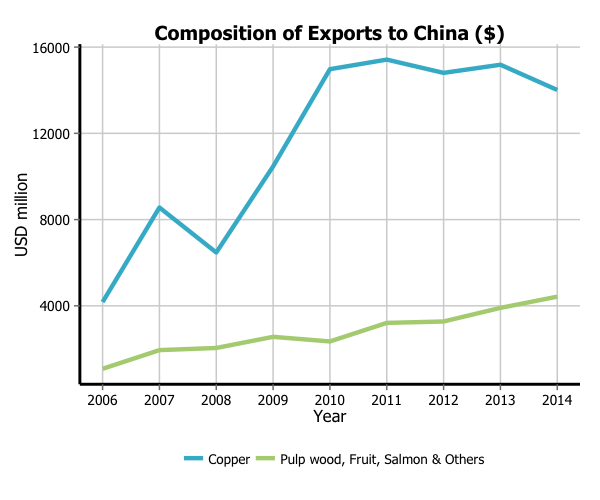 Composition of Exports to China ($)
USD million
16000
12000
8000
4000
2006 2007 2008 2009 2010 2011 2012 2013 2014
Year
Copper Pulp wood, Fruit, Salmon & Others